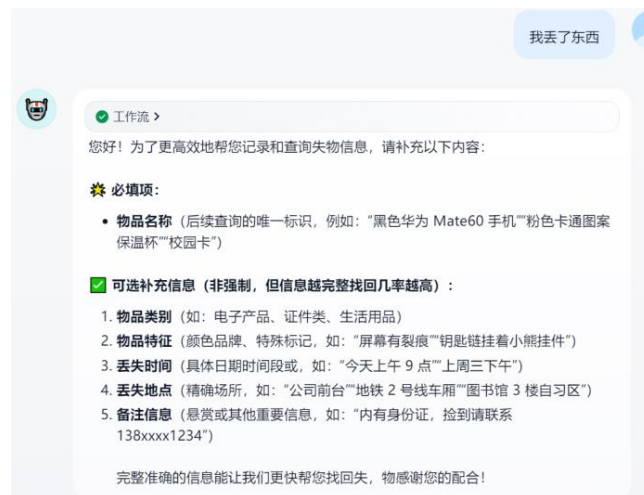 我丢了东西
工作流 >
您好！为了更高效地帮您记录和查询失物信息，请补充以下内容：
必填项：
• 物品名称（后续查询的唯一标识，例如：“黑色华为 Mate60 手机”“粉色卡通图案
保温杯”“校园卡”）
可选补充信息（非强制，但信息越完整找回几率越高）：
1. 物品类别（如：电子产品、证件类、生活用品）
2. 物品特征（颜色品牌、特殊标记，如：“屏幕有裂痕”“钥匙链挂着小熊挂件”）
3. 丢失时间（具体日期时间段或，如：“今天上午 9 点”“上周三下午”）
4. 丢失地点（精确场所，如：“公司前台”“地铁 2 号线车厢”“图书馆 3 楼自习区”）
5. 备注信息（悬赏或其他重要信息，如：“内有身份证，捡到请联系
138xxxx1234”）
完整准确的信息能让我们更快帮您找回失，物感谢您的配合！